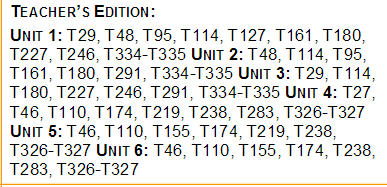 TEACHER'S EDITION:
UNIT 1: T29, T48, T95, T114, T127, T161, T180,
T227, T246, T334-T335 UNIT 2: T48, T114, T95,
T161, T180, T291, T334-T335 UNIT 3: T29, T114,
T180, T227, T246, T291, T334-T335 UNIT 4: T27,
T46, T110, T174, T219, T238, T283, T326-T327
UNIT 5: T46, T110, T155, T174, T219, T238,
T326-T327 UNIT 6: T46, T110, T155, T174, T238,
T283, T326-T327